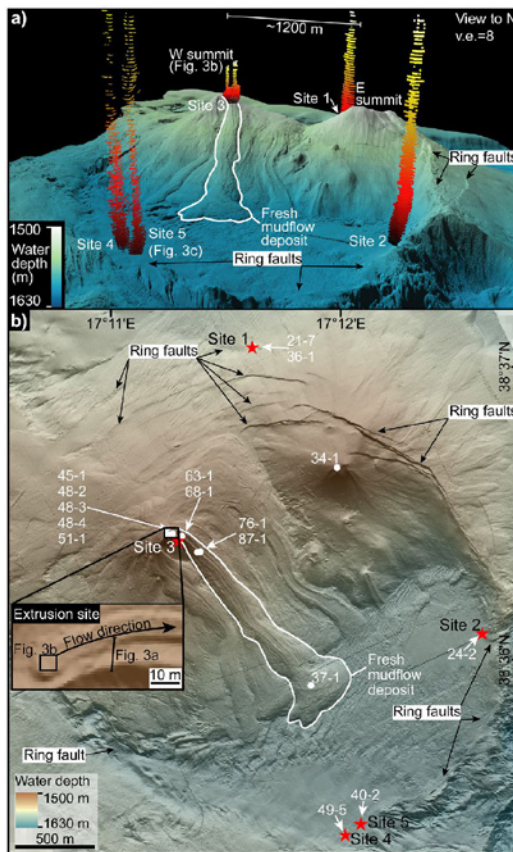 a)
~1200 m
View to N
v.e.=8
W summit
(Fig. 3b)
Site 1
E
summit
Site 3
Ring faults
1500
Water depth
(m)
1630
Site 4
Site 5
(Fig. 3c)
Fresh
mudflow
deposit
Site 2
Ring faults
b)
17°11'E
17°12'E
Site 1
21-7
36-1
Ring faults
38°37'N
Ring faults
34-1
45-1
48-2
48-3
48-4
51-1
63-1
68-1
76-1
87-1
Site 3
Extrusion site
Flow direction
Fig. 3b
Fig. 3a
10 m
Site 2
24-2
38°36'N
Fresh
mudflow
deposit
37-1
Ring faults
Ring fault
Water depth
1500 m
1630 m
500 m
40-2
49-5
Site 5
Site 4